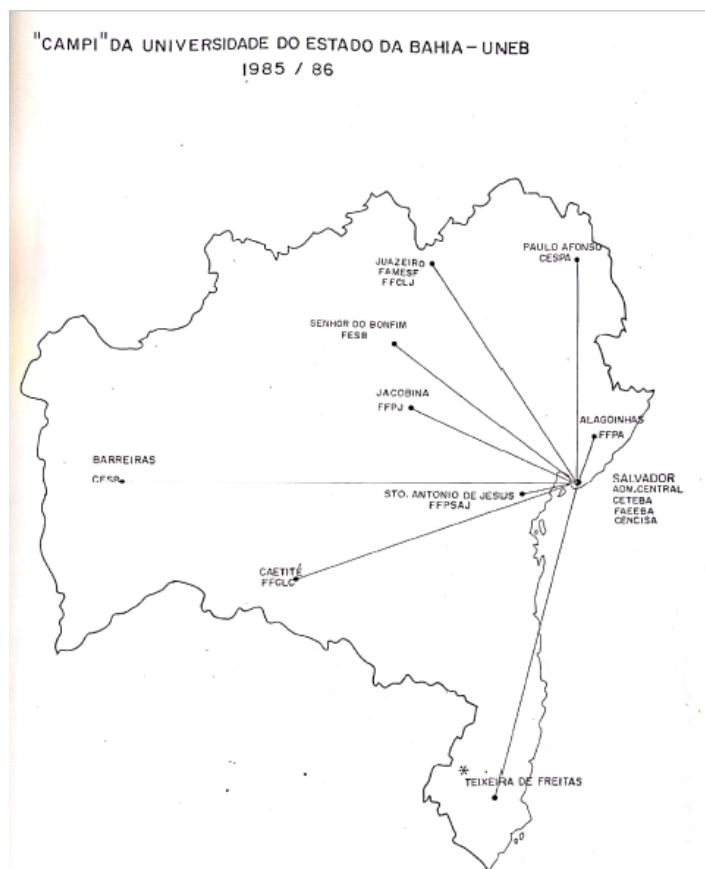 "CAMPI" DA UNIVERSIDADE DO ESTADO DA BAHIA – UNEB
1985 / 86
PAULO AFONSO
CESPA
JUAZEIRO
FAMESF
FFCLJ
SENHOR DO BONFIM
FESB
JACOBINA
FFPJ
ALAGOINHAS
FFPA
BARREIRAS
CESB
SALVADOR
ADM. CENTRAL
CETEBA
FAEEBA
CENCISA
STO. ANTONIO DE JESUS
FFPSAJ
CAETITÉ
FFCLC
*
TEIXEIRA DE FREITAS